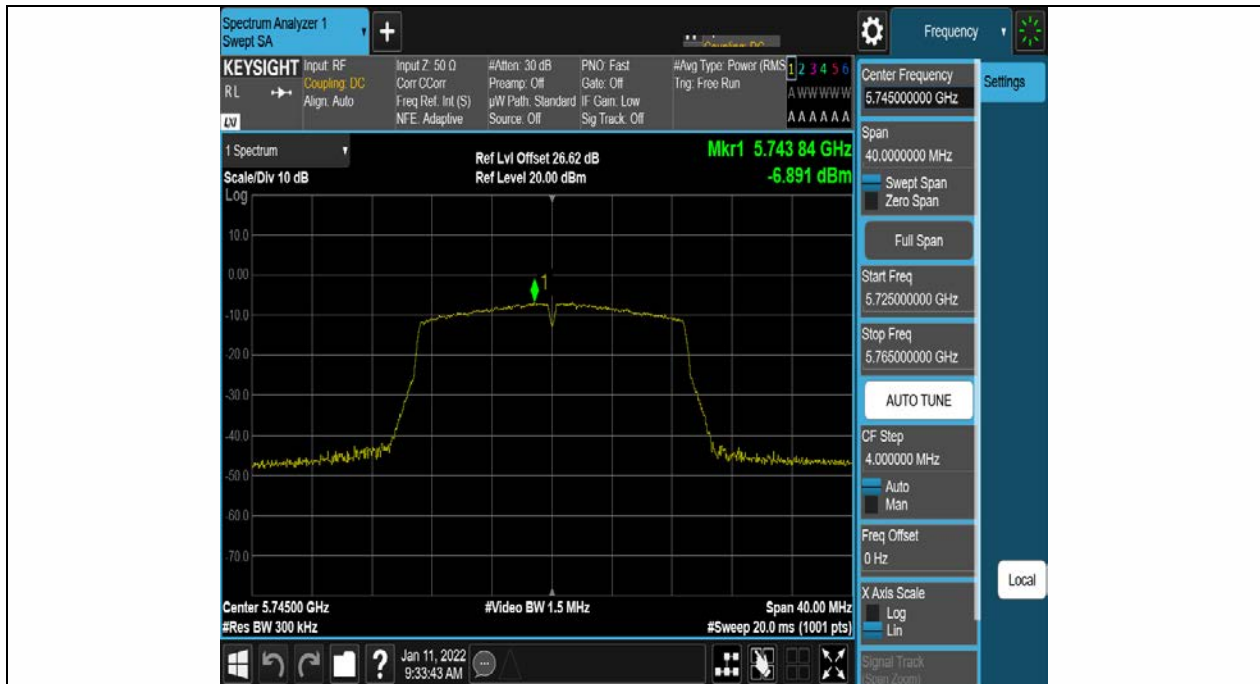 Spectrum Analyzer 1
Swept SA
+
Frequency
KEYSIGHT
RL
LXI
Input: RF
Coupling: DC
Align: Auto
Input Z: 50 Ω
Corr CCorr
Freq Ref: Int (S)
NFE: Adaptive
#Atten: 30 dB
Preamp: Off
µW Path: Standard
Source: Off
PNO: Fast
Gate: Off
IF Gain: Low
Sig Track: Off
#Avg Type: Power (RMS
Trig: Free Run
1 2 3 4 5 6
A W W W W W
A A A A A A
1 Spectrum
Scale/Div 10 dB
Log
Ref Lvl Offset 26.62 dB
Ref Level 20.00 dBm
Mkr1 5.743 84 GHz
-6.891 dBm
10.0
0.00
-10.0
-20.0
-30.0
-40.0
-50.0
-60.0
-70.0
1
Center 5.74500 GHz
#Res BW 300 kHz
#Video BW 1.5 MHz
Span 40.00 MHz
#Sweep 20.0 ms (1001 pts)
Center Frequency
5.745000000 GHz
Settings
Span
40.0000000 MHz
Swept Span
Zero Span
Full Span
Start Freq
5.725000000 GHz
Stop Freq
5.765000000 GHz
AUTO TUNE
CF Step
4.000000 MHz
Auto
Man
Freq Offset
0 Hz
X Axis Scale
Log
Lin
Local
Signal Track
(Span Zoom)
?
Jan 11, 2022
9:33:43 AM